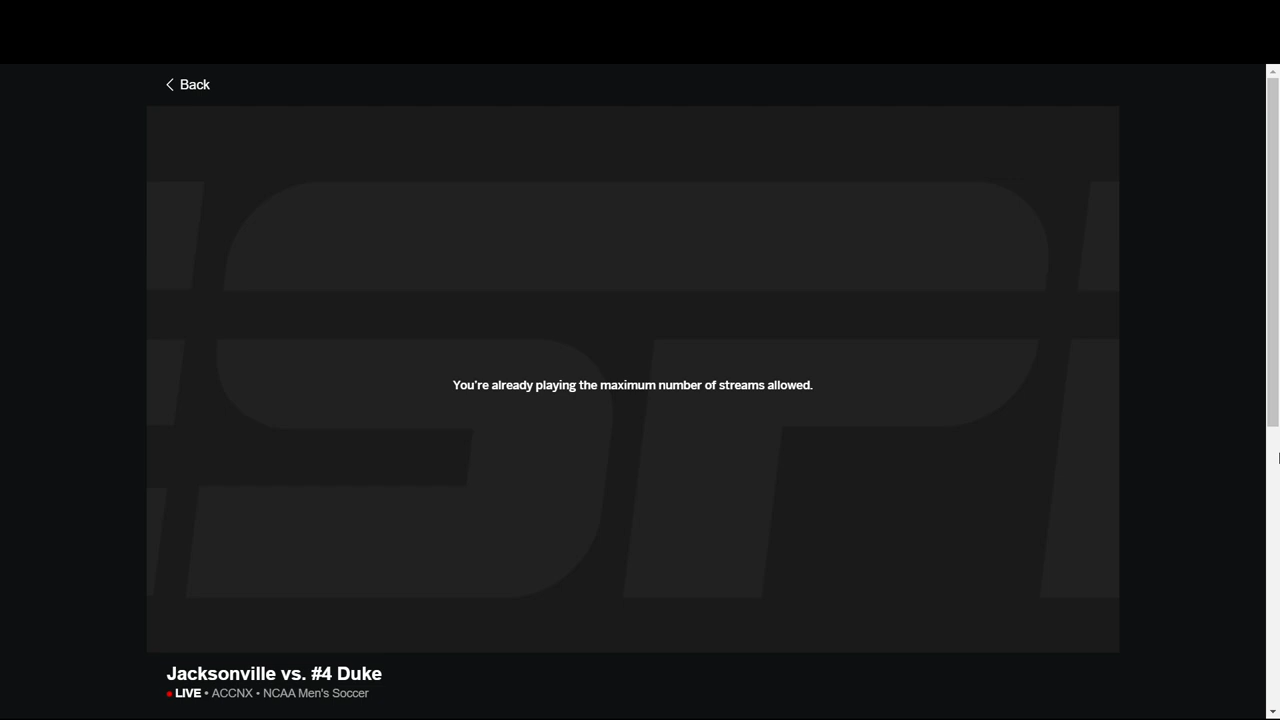 Back
You're already playing the maximum number of streams allowed.
Jacksonville vs. #4 Duke
LIVE • ACCNX • NCAA Men's Soccer